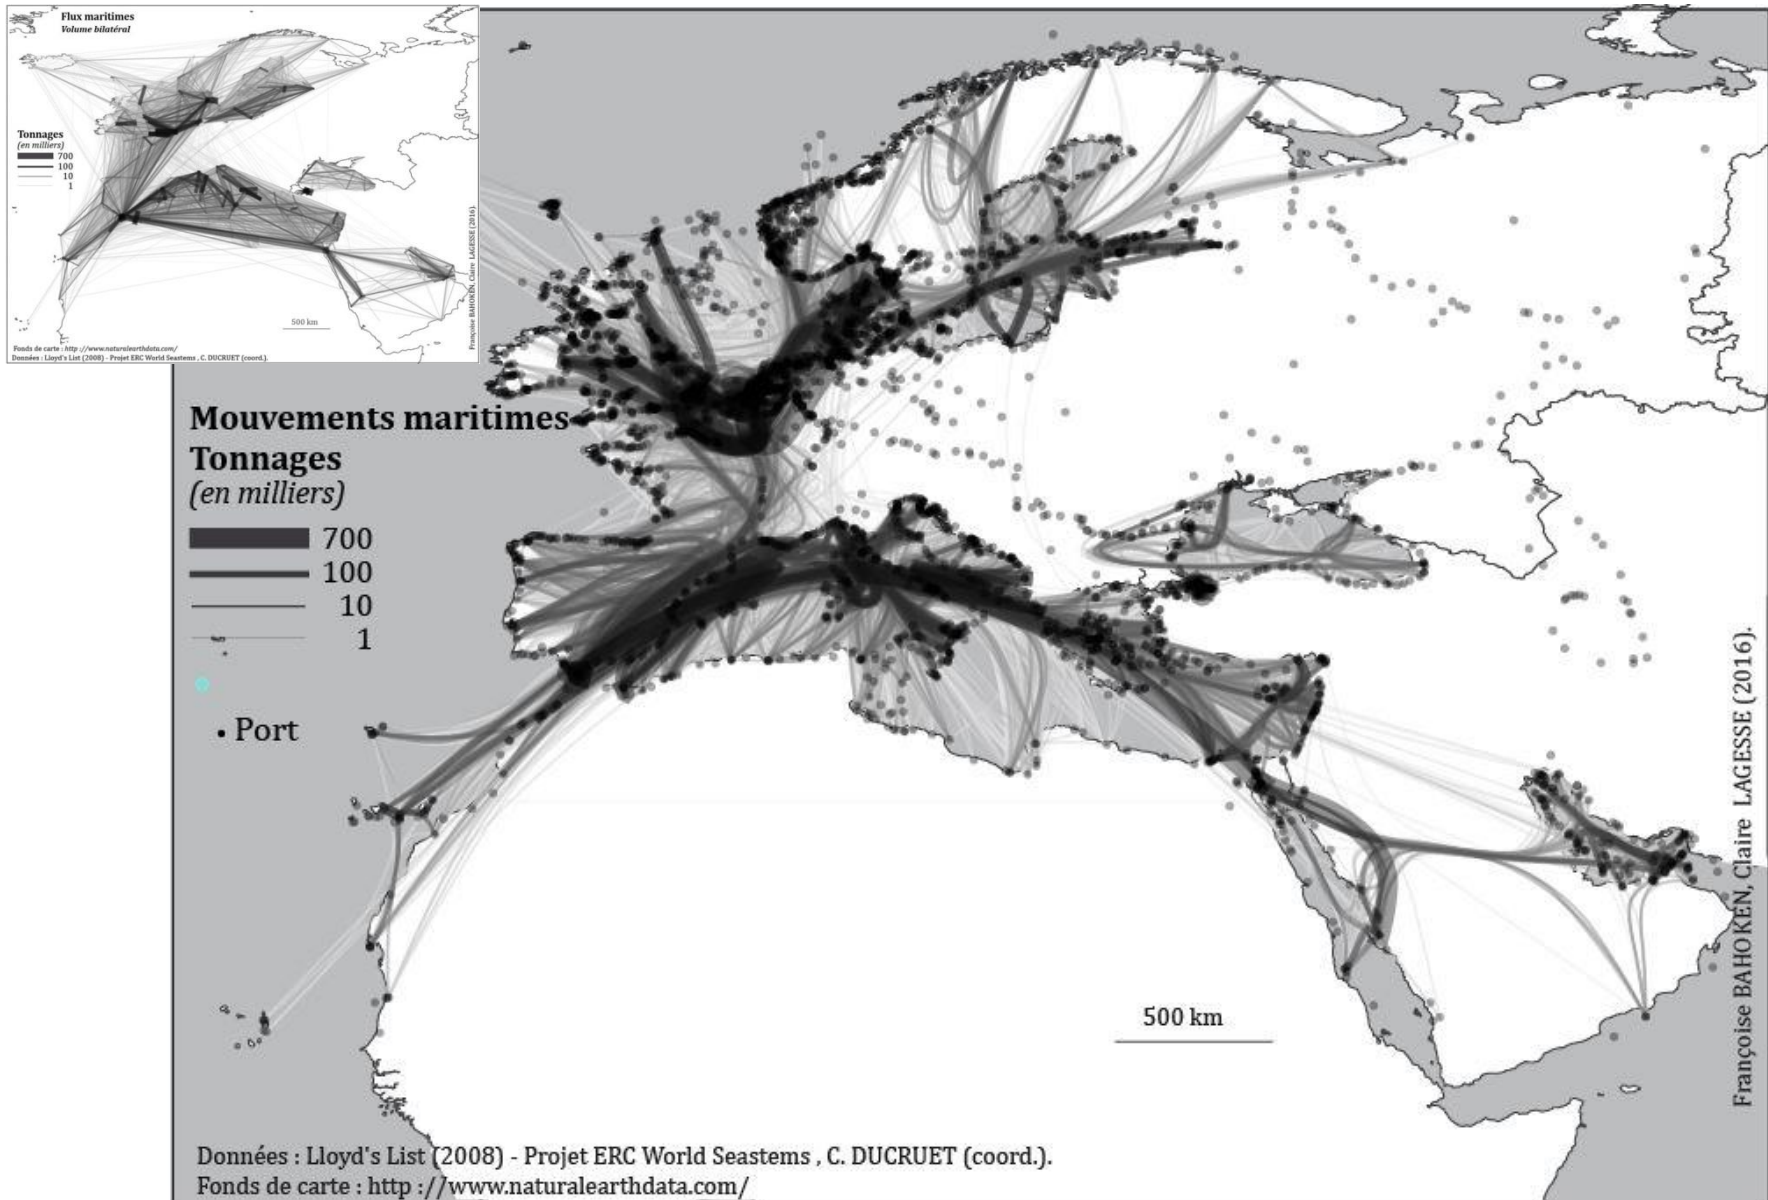 Flux maritimes
Volume bilatéral
Tonnages
(en milliers)
700
100
10
1
500 km
Fonds de carte : http ://www.naturalearthdata.com/
Données : Lloyd's List (2008) - Projet ERC World Seastems , C. DUCRUET (coord.).
Françoise BAHOKEN, Claire LAGESSE (2016).
Mouvements maritimes
Tonnages
(en milliers)
700
100
10
1
Port
500 km
Françoise BAHOKEN, Claire LAGESSE (2016).
Données : Lloyd's List (2008) - Projet ERC World Seastems , C. DUCRUET (coord.).
Fonds de carte : http ://www.naturalearthdata.com/